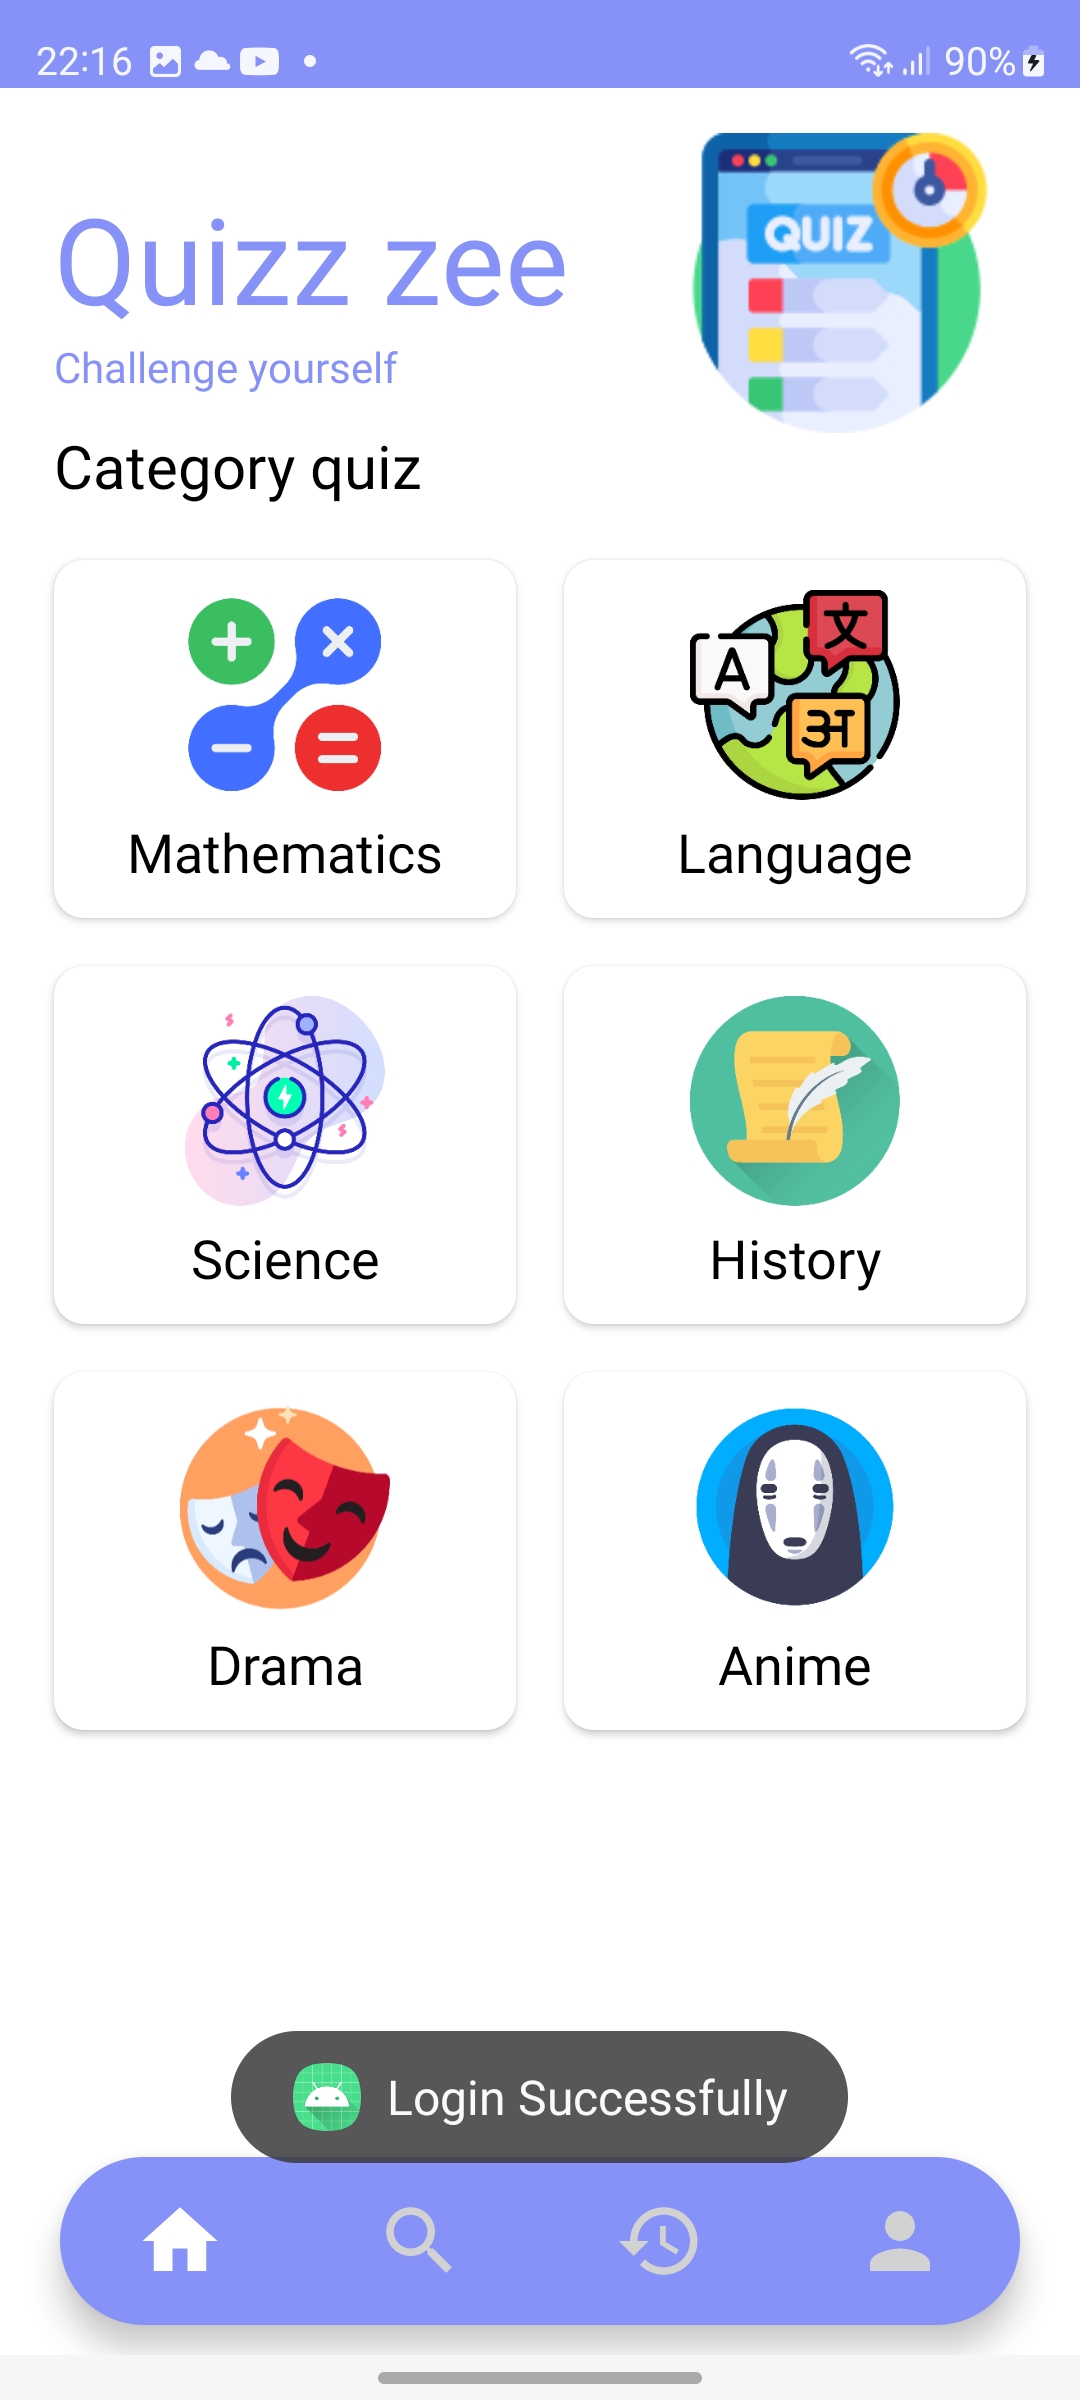 22:16
90%
QUIZ
Quizz zee
Challenge yourself
Category quiz
A 文 अ
Mathematics
Language
Science
History
Drama
Anime
Login Successfully